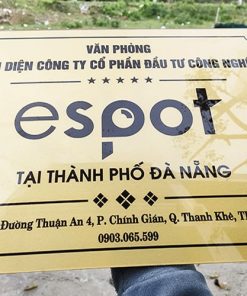 VĂN PHÒNG
DIỆN CÔNG TY CỔ PHẦN ĐẦU TƯ CÔNG NGH
espot
TẠI THÀNH PHỐ ĐÀ NẴNG
Đường Thuận An 4, P. Chính Gián, Q. Thanh Khê, T
0903.065.599